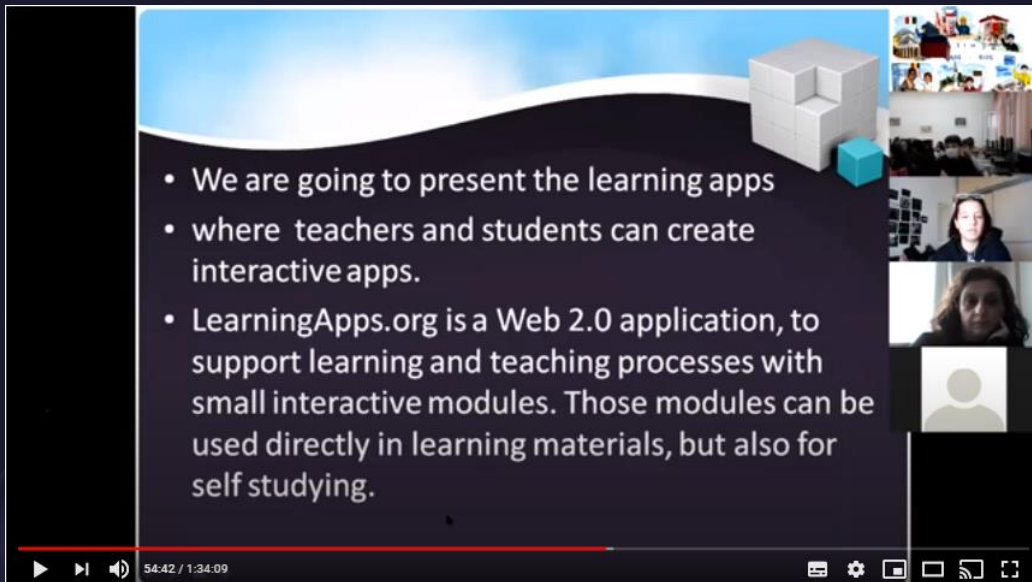 • We are going to present the learning apps
• where teachers and students can create
interactive apps.
• LearningApps.org is a Web 2.0 application, to
support learning and teaching processes with
small interactive modules. Those modules can be
used directly in learning materials, but also for
self studying.
54:42 / 1:34:09